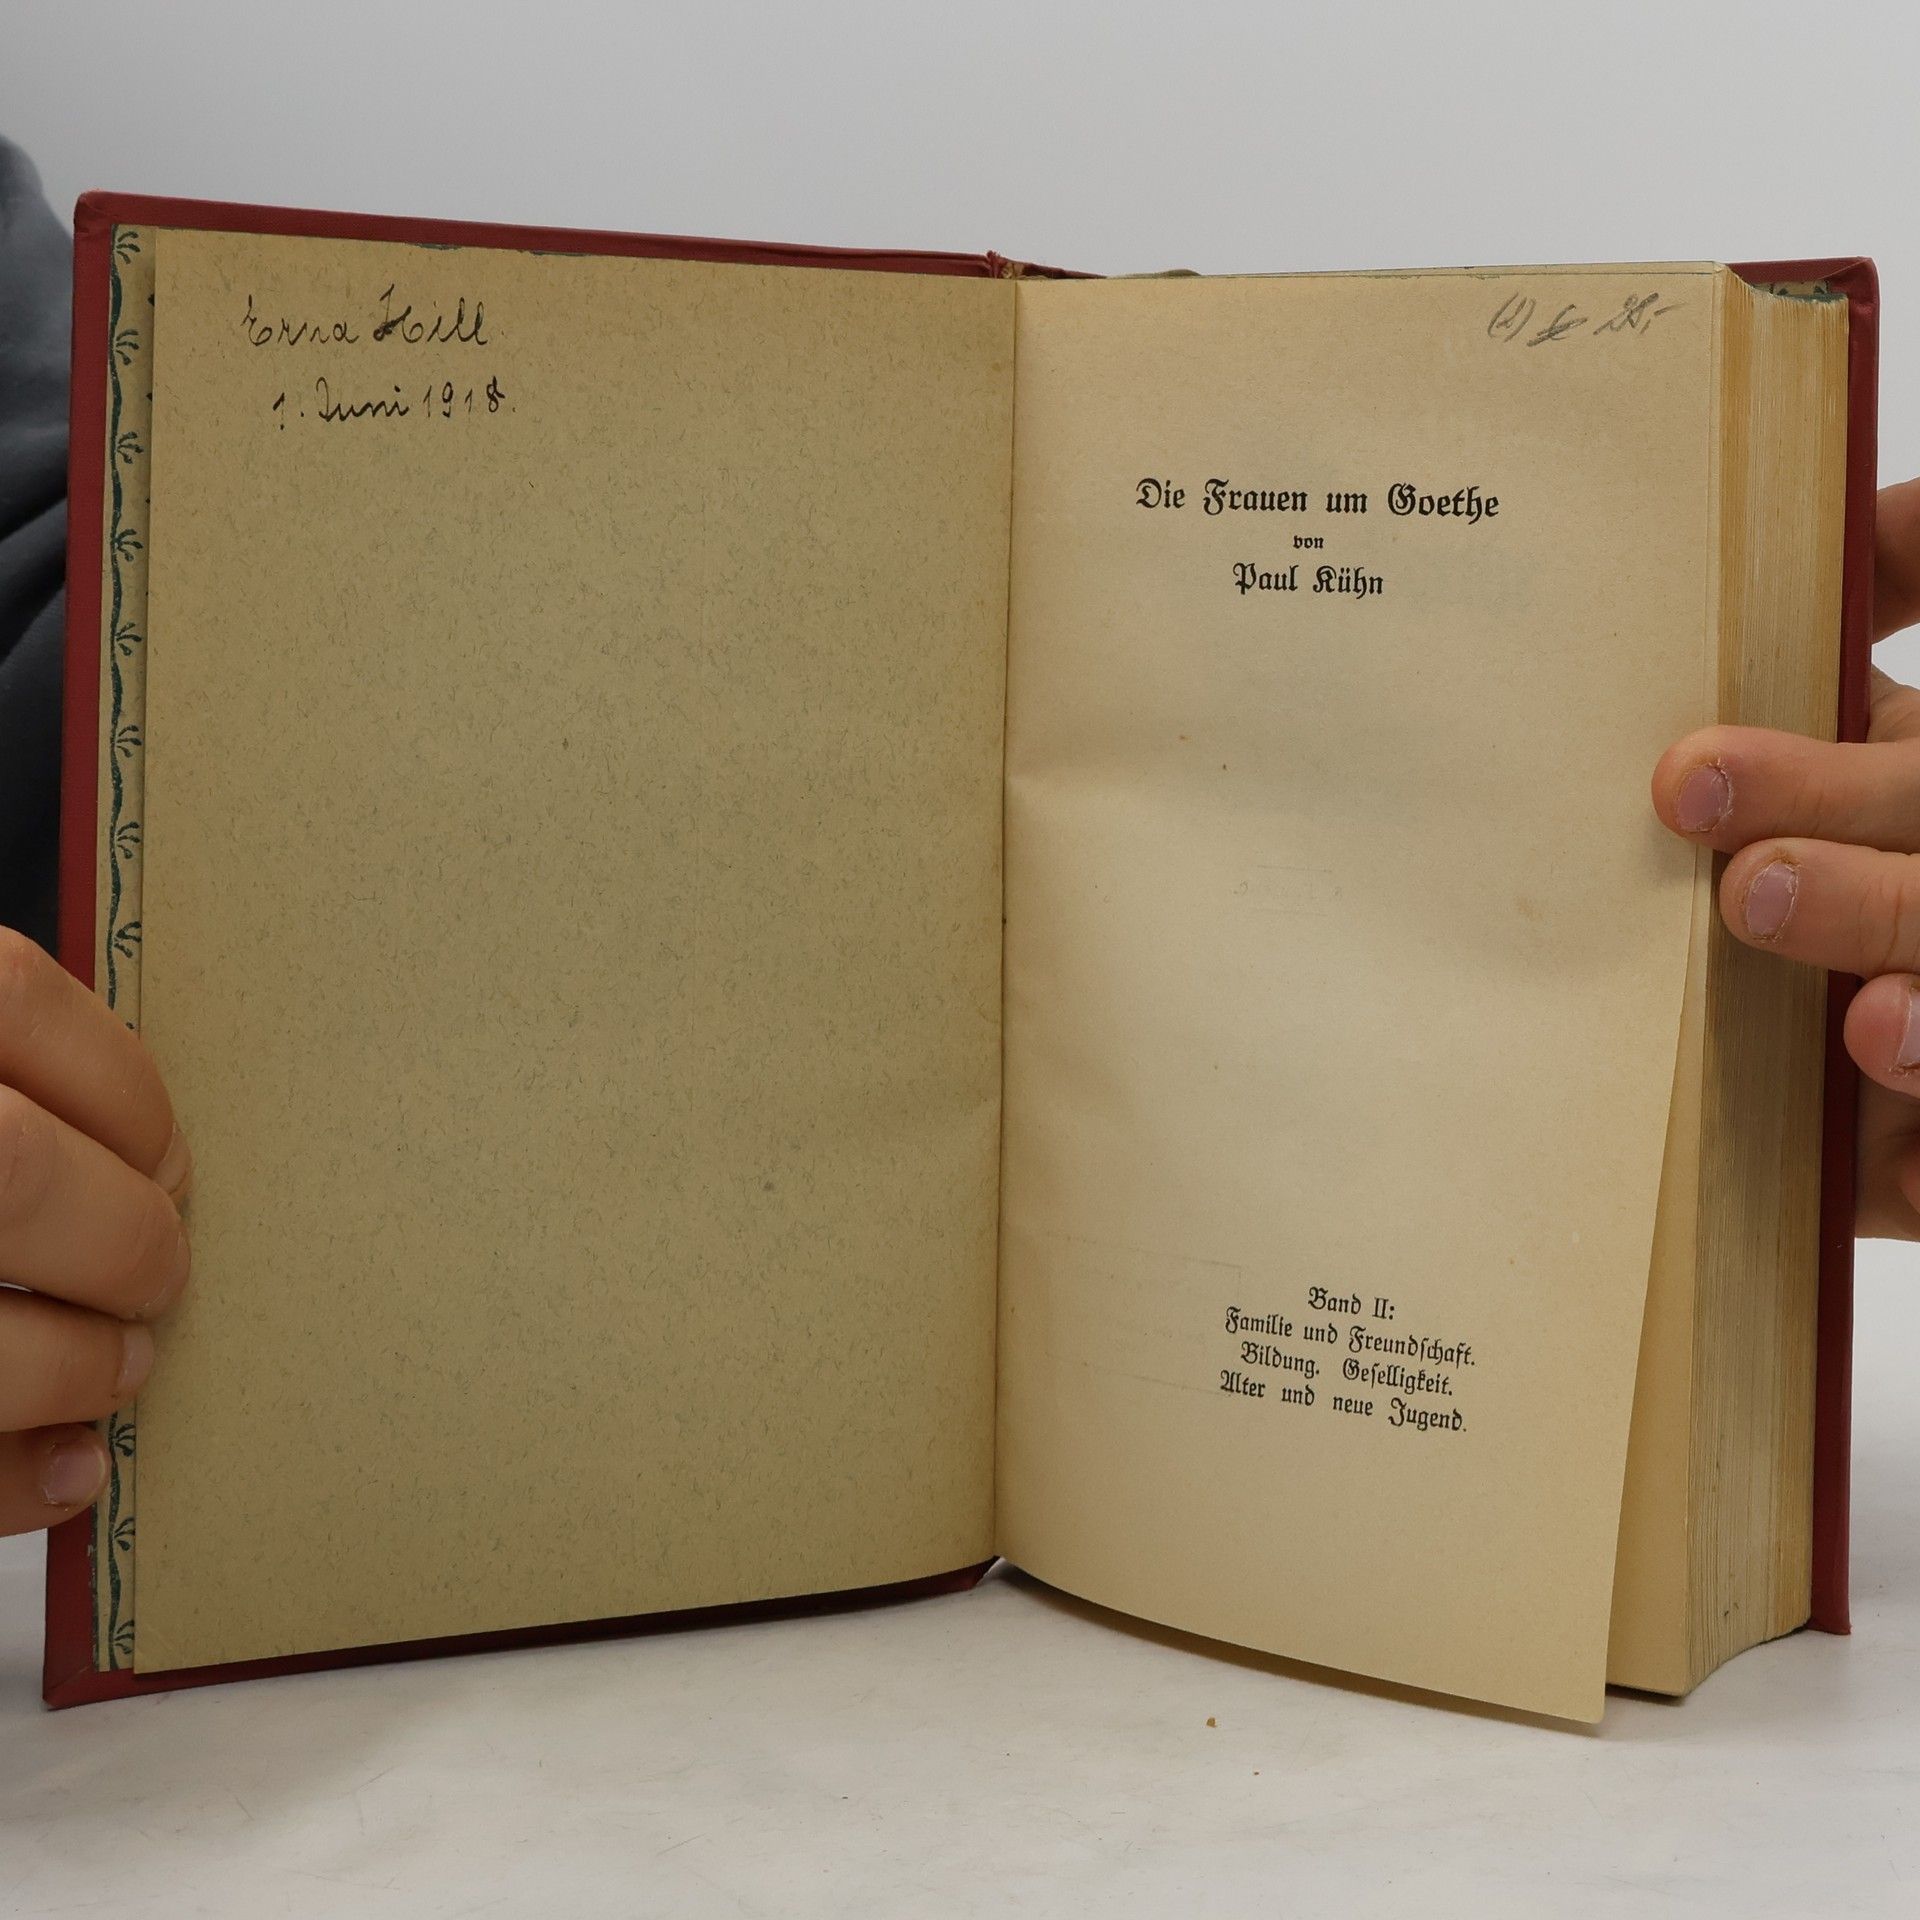 Erna Hill
1. Juni 1918.
Die Frauen um Goethe
von
Paul Kühn
Band II:
Familie und Freundschaft.
Bildung. Geselligkeit.
Alter und neue Jugend.